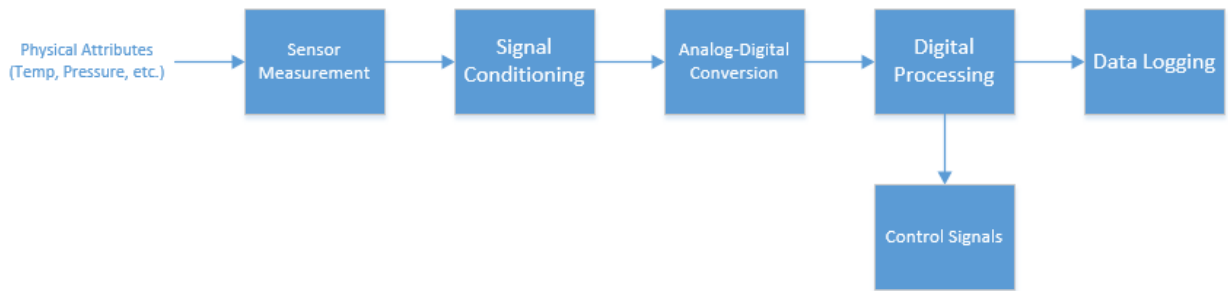 Physical Attributes
(Temp, Pressure, etc.)
Sensor
Measurement
Signal
Conditioning
Analog-Digital
Conversion
Digital
Processing
Data Logging
Control Signals